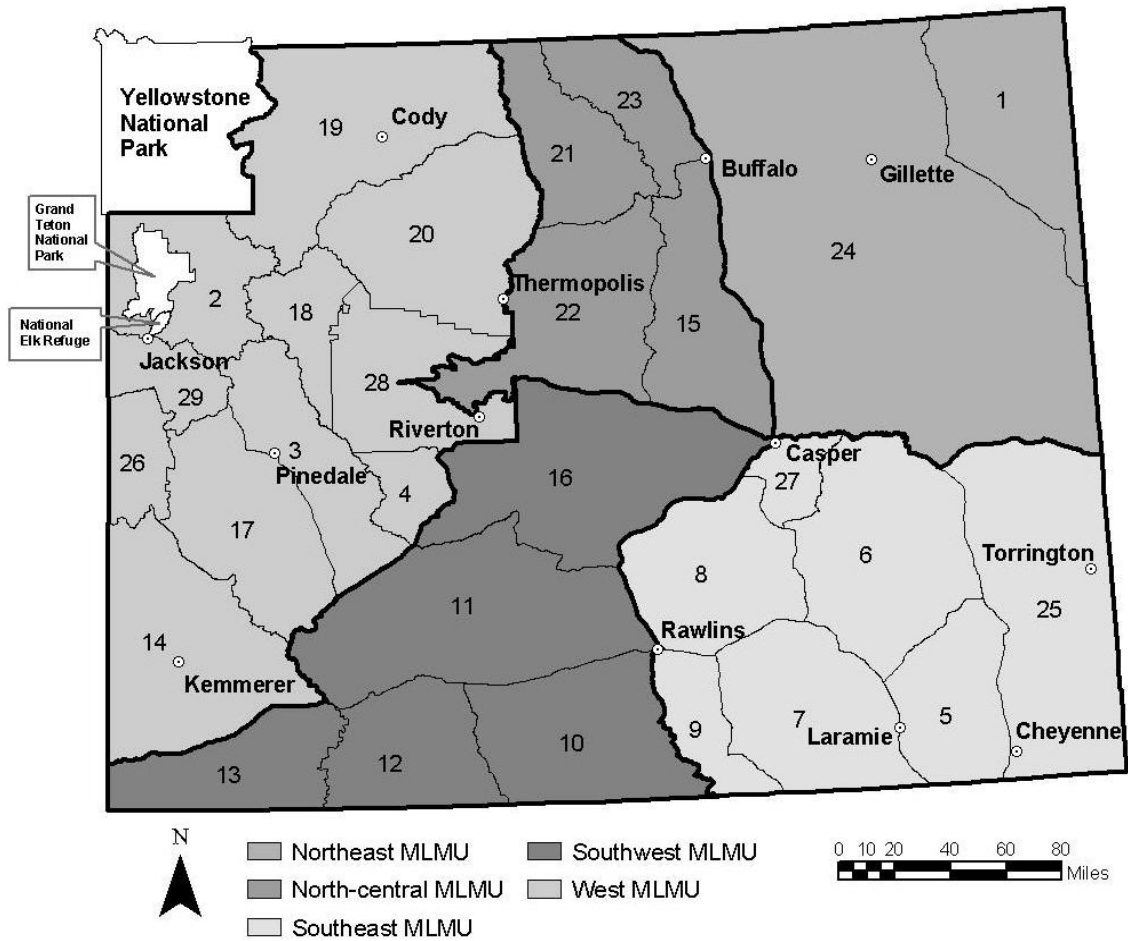 Yellowstone
National
Park
19
Cody
21
23
1
Buffalo
Gillette
Grand
Teton
National
Park
20
24
2
18
Thermopolis
22
15
National
Elk Refuge
Jackson
29
28
Riverton
26
3
Pinedale
4
16
Casper
27
17
8
6
Torrington
11
25
14
Rawlins
Kemmerer
9
7
Laramie
5
Cheyenne
10
12
13
N
Northeast MLMU
North-central MLMU
Southeast MLMU
Southwest MLMU
West MLMU
0 10 20 40 60 80
Miles